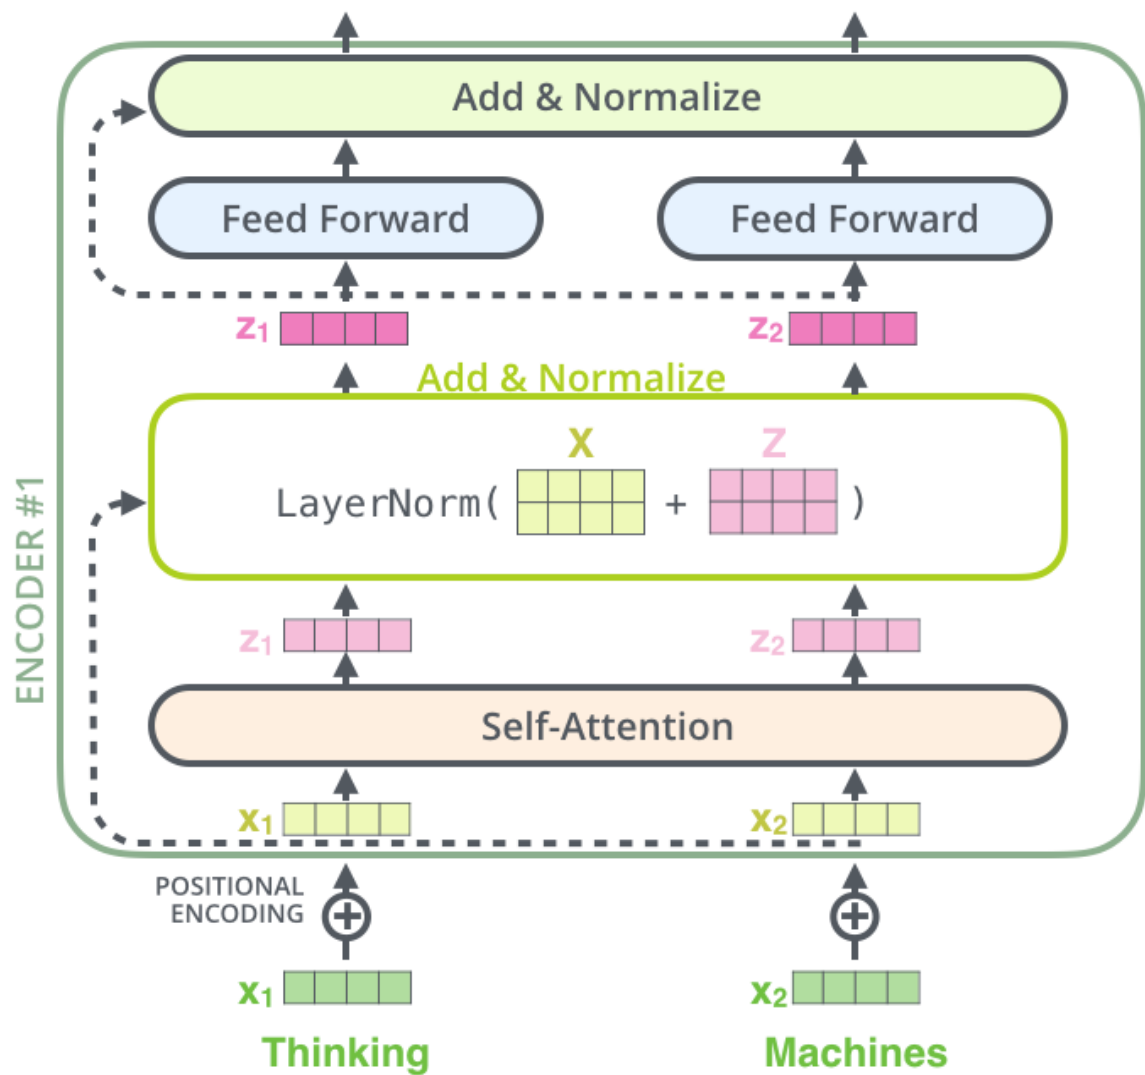 Add & Normalize
Feed Forward Feed Forward
z1 z2
Add & Normalize
X Z
LayerNorm( + )
ENCODER #1
z1 z2
Self-Attention
x1 x2
POSITIONAL
ENCODING
x1 x2
Thinking Machines